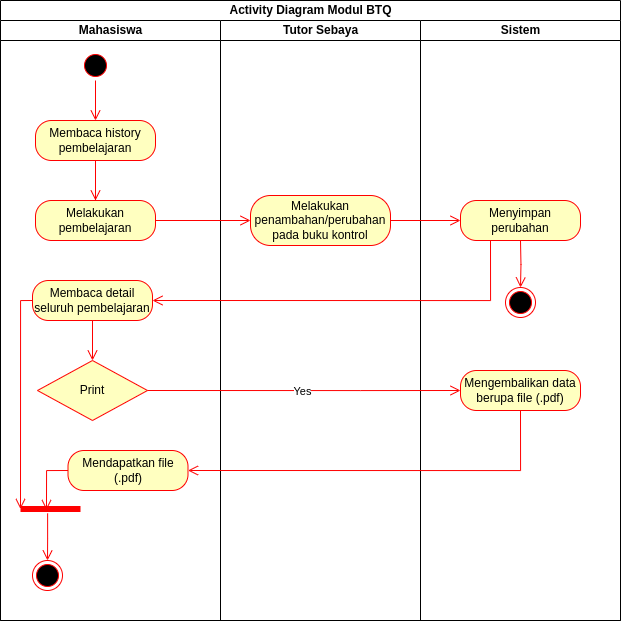 Activity Diagram Modul BTQ
Mahasiswa
Tutor Sebaya
Sistem
Membaca history
pembelajaran
Melakukan
pembelajaran
Melakukan
penambahan/perubahan
pada buku kontrol
Menyimpan
perubahan
Membaca detail
seluruh pembelajaran
Print
Yes
Mengembalikan data
berupa file (.pdf)
Mendapatkan file
(.pdf)